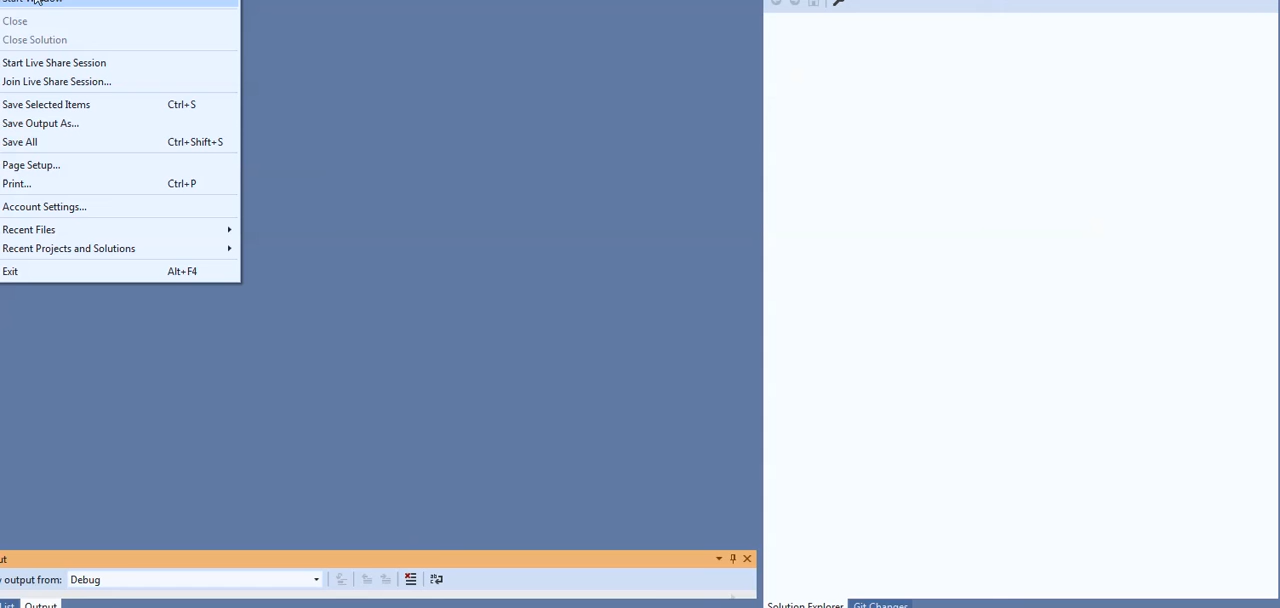 Start Window
Close
Close Solution
Start Live Share Session
Join Live Share Session...
Save Selected Items Ctrl+S
Save Output As...
Save All Ctrl+Shift+S
Page Setup...
Print... Ctrl+P
Account Settings...
Recent Files
Recent Projects and Solutions
Exit Alt+F4
output from: Debug
Output
Solution Explorer Git Changes